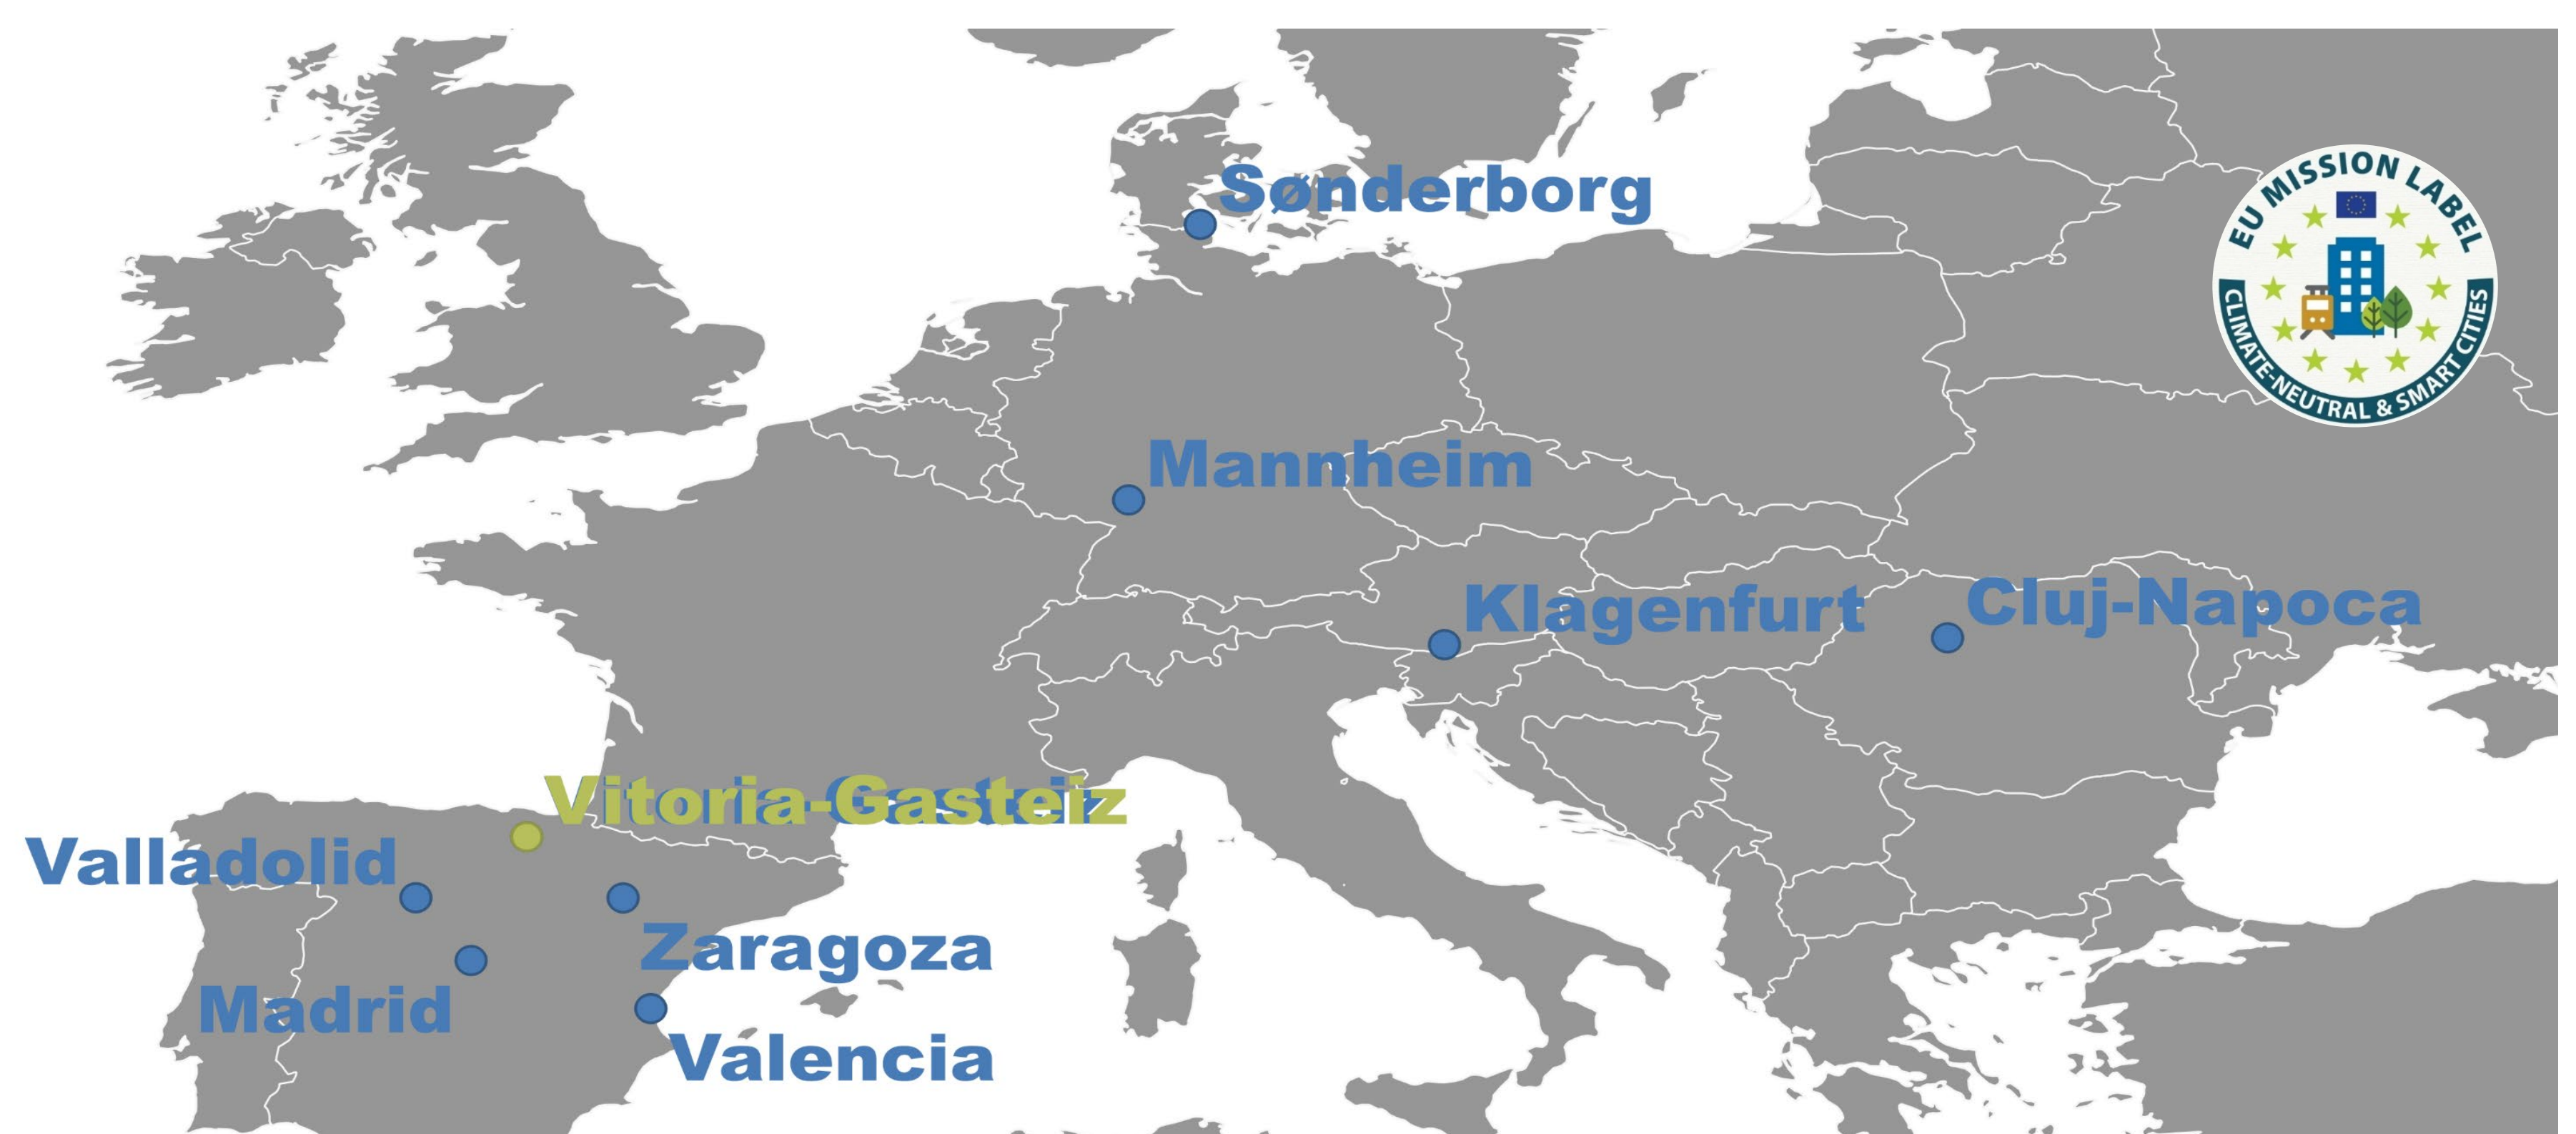 Sønderborg
EU MISSION LABEL
CLIMATE-NEUTRAL & SMART CITIES
Mannheim
Klagenfurt
Cluj-Napoca
Vitoria-Gasteiz
Valladolid
Zaragoza
Madrid
Valencia